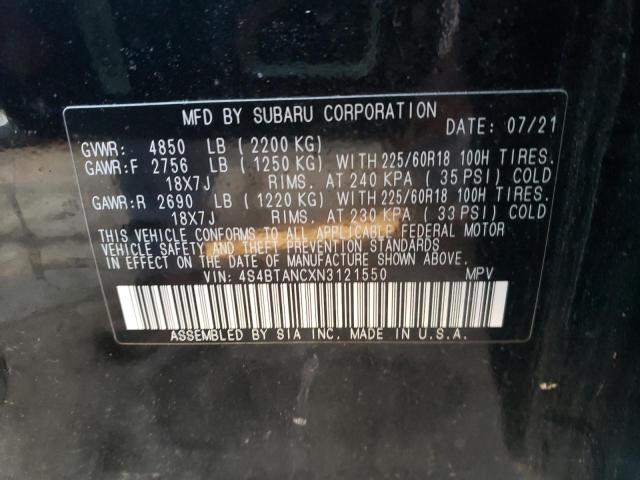 MFD BY SUBARU CORPORATION
DATE: 07/21
GVWR: 4850 LB (2200 KG)
GAWR:F 2756 LB (1250 KG) WITH 225/60R18 100H TIRES.
18X7J RIMS. AT 240 KPA (35 PSI) COLD
GAWR:R 2690 LB (1220 KG) WITH 225/60R18 100H TIRES.
18X7J RIMS. AT 230 KPA (33 PSI) COLD
THIS VEHICLE CONFORMS TO ALL APPLICABLE FEDERAL MOTOR
VEHICLE SAFETY AND THEFT PREVENTION STANDARDS
IN EFFECT ON THE DATE OF MANUFACTURE SHOWN ABOVE.
VIN: 4S4BTANCXN3121550 MPV
ASSEMBLED BY SIA INC. MADE IN U.S.A.